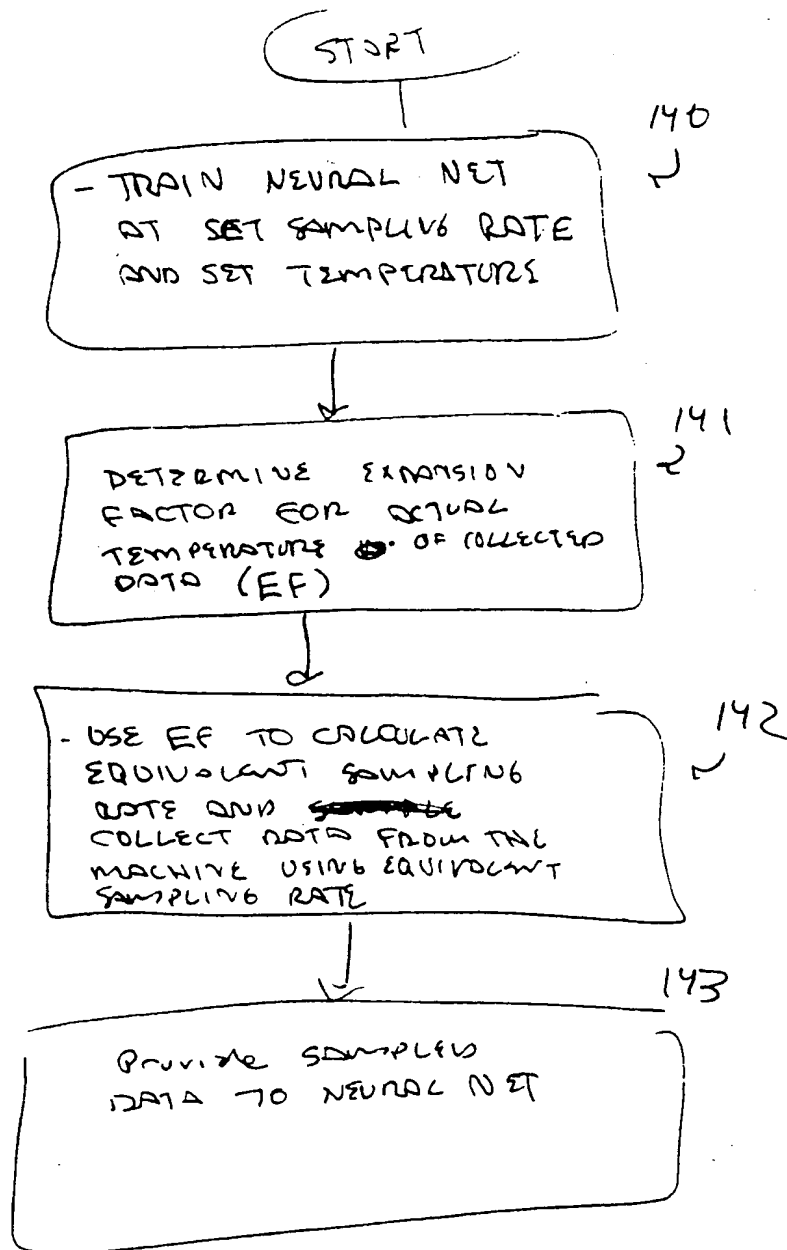 START
140
- TRAIN NEURAL NET
AT SET SAMPLING RATE
AND SET TEMPERATURE
141
DETERMINE EXPANSION
FACTOR FOR ACTUAL
TEMPERATURE OF COLLECTED
DATA (EF)
142
- USE EF TO CALCULATE
EQUIVALENT SAMPLING
RATE AND
COLLECT DATA FROM THE
MACHINE USING EQUIVALENT
SAMPLING RATE
143
Provide SAMPLED
DATA TO NEURAL NET